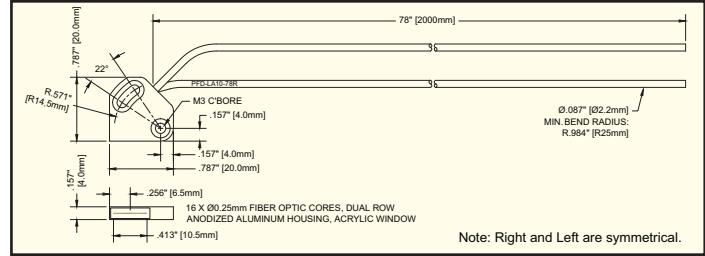 78" [2000mm]
.787" [20.0mm]
22°
R.571"
[R14.5mm]
PFD-LA10-78R
M3 C'BORE
.157" [4.0mm]
Ø.087" [Ø2.2mm]
MIN. BEND RADIUS:
R.984" [R25mm]
.157" [4.0mm]
.787" [20.0mm]
.157"
[4.0mm]
.256" [6.5mm]
16 X Ø0.25mm FIBER OPTIC CORES, DUAL ROW
ANODIZED ALUMINUM HOUSING, ACRYLIC WINDOW
.413" [10.5mm]
Note: Right and Left are symmetrical.